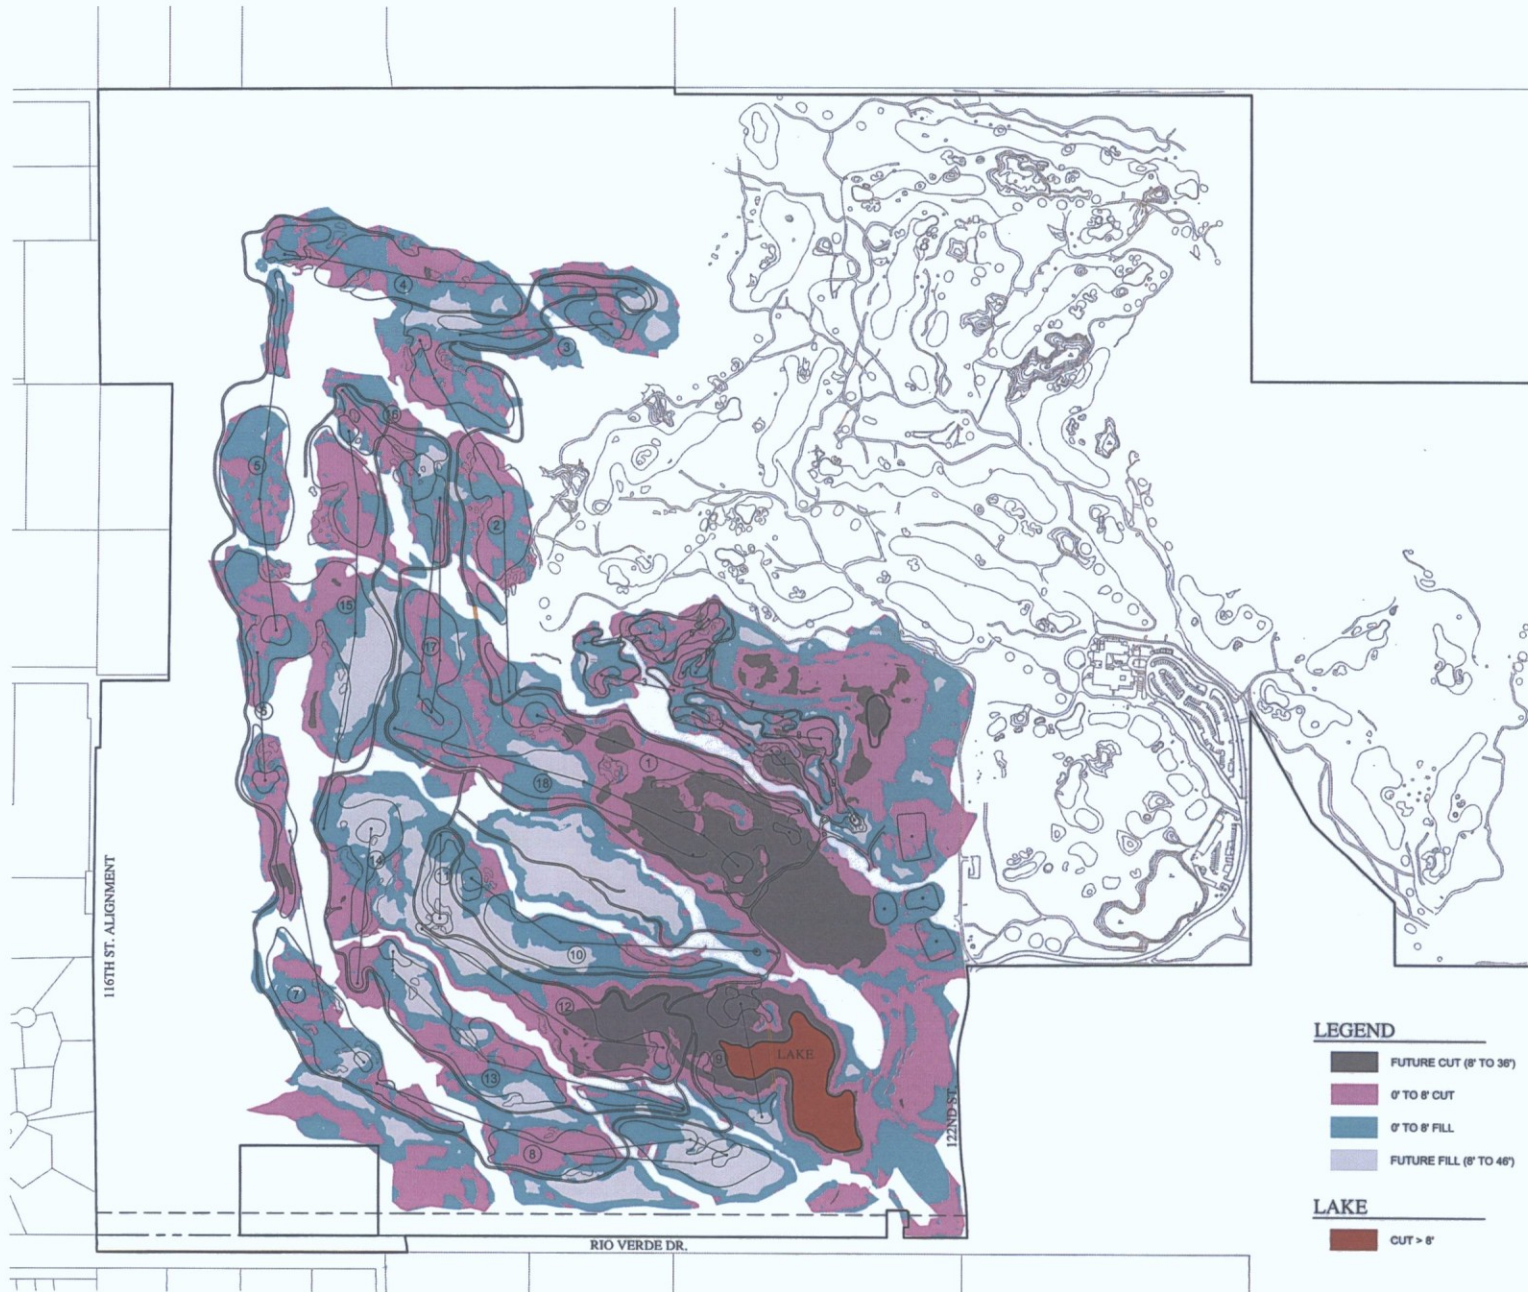 4
3
16
5
2
15
17
6
1
18
14
11
10
12
7
9
LAKE
13
8
116TH ST. ALIGNMENT
122ND ST.
RIO VERDE DR.
LEGEND
FUTURE CUT (8' TO 36')
0' TO 8' CUT
0' TO 8' FILL
FUTURE FILL (8' TO 46')
LAKE
CUT > 8'